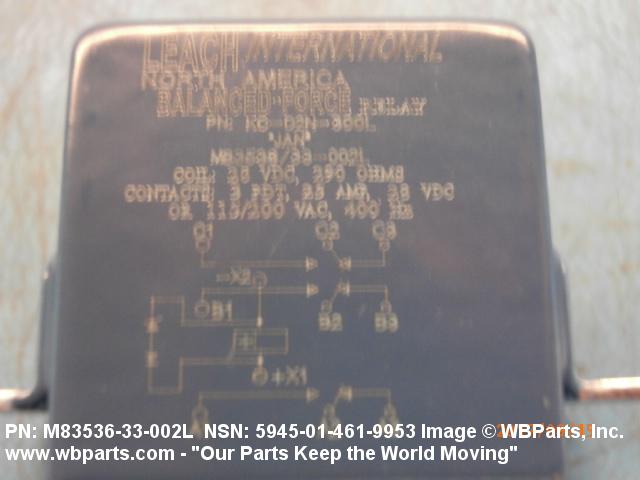 LEACH INTERNATIONAL
NORTH AMERICA
BALANCED FORCE RELAY
PN: KD-D2N-300L
"JAN"
M83536/33-002L
COIL: 28 VDC, 290 OHMS
CONTACTS: 3 PDT, 25 AMP, 28 VDC
OR 115/200 VAC, 400 Hz
C1 C2 C3
-X2
B1 B2 B3
+X1
PN: M83536-33-002L NSN: 5945-01-461-9953 Image © WBParts, Inc.
www.wbparts.com - "Our Parts Keep the World Moving"